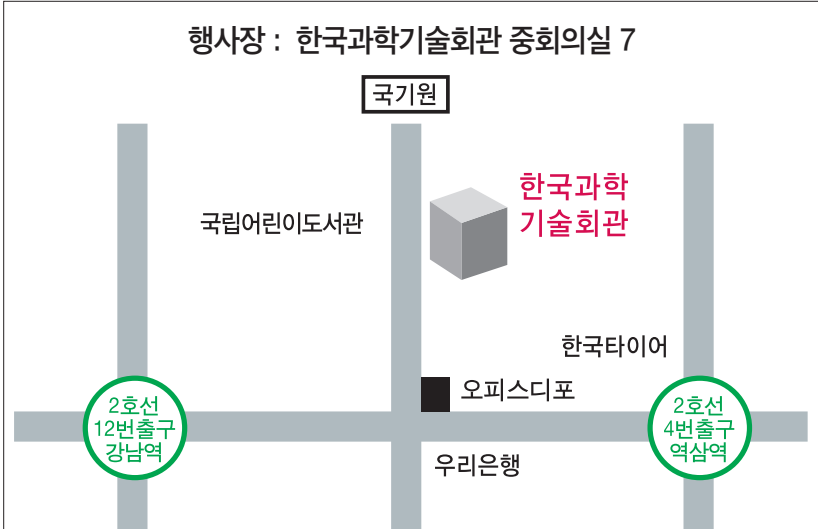 행사장 : 한국과학기술회관 중회의실 7
국기원
한국과학
기술회관
국립어린이도서관
한국타이어
오피스디포
2호선
12번출구
강남역
2호선
4번출구
역삼역
우리은행